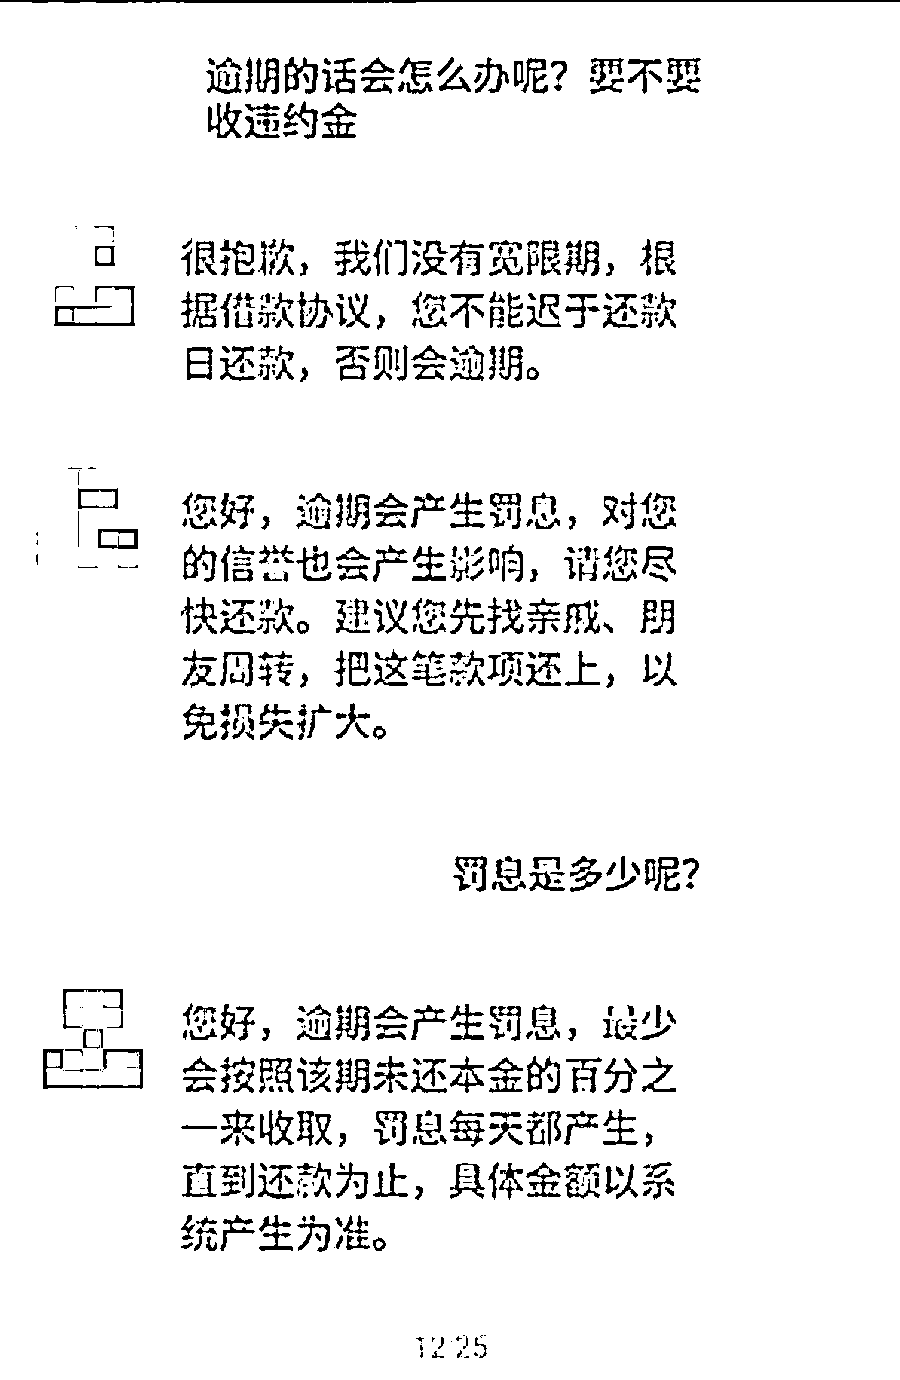 逾期的话会怎么办呢？要不要
收违约金
很抱歉，我们没有宽限期，根
据借款协议，您不能迟于还款
日还款，否则会逾期。
您好，逾期会产生罚息，对您
的信誉也会产生影响，请您尽
快还款。建议您先找亲戚、朋
友周转，把这笔款项还上，以
免损失扩大。
罚息是多少呢？
您好，逾期会产生罚息，最少
会按照该期未还本金的百分之
一来收取，罚息每天都产生，
直到还款为止，具体金额以系
统产生为准。
12:25